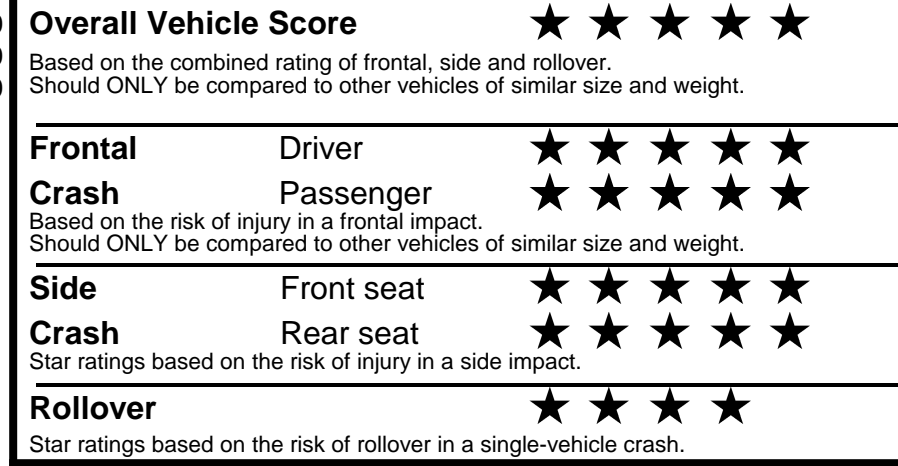 Overall Vehicle Score ★ ★ ★ ★ ★
Based on the combined rating of frontal, side and rollover.
Should ONLY be compared to other vehicles of similar size and weight.
Frontal Driver ★ ★ ★ ★ ★
Crash Passenger ★ ★ ★ ★ ★
Based on the risk of injury in a frontal impact.
Should ONLY be compared to other vehicles of similar size and weight.
Side Front seat ★ ★ ★ ★ ★
Crash Rear seat ★ ★ ★ ★ ★
Star ratings based on the risk of injury in a side impact.
Rollover ★ ★ ★ ★
Star ratings based on the risk of rollover in a single-vehicle crash.